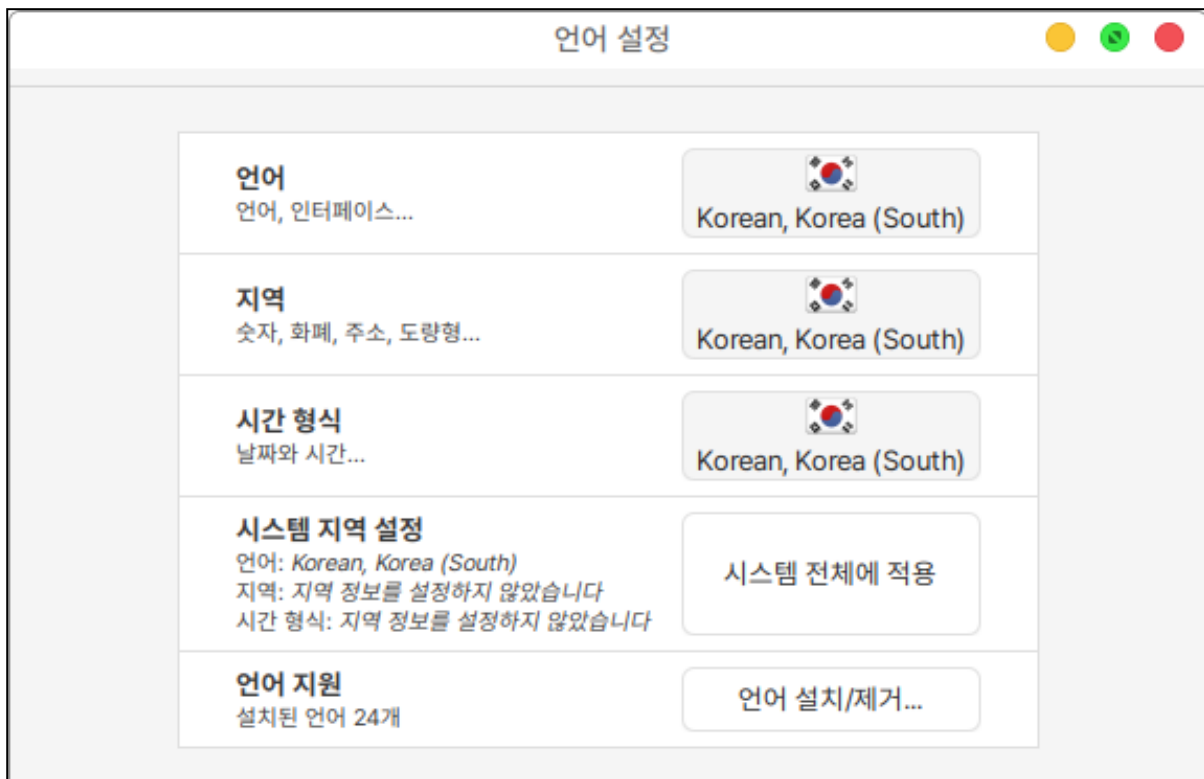 언어 설정
언어
언어, 인터페이스...
Korean, Korea (South)
지역
숫자, 화폐, 주소, 도량형...
Korean, Korea (South)
시간 형식
날짜와 시간...
Korean, Korea (South)
시스템 지역 설정
언어: Korean, Korea (South)
지역: 지역 정보를 설정하지 않았습니다
시간 형식: 지역 정보를 설정하지 않았습니다
시스템 전체에 적용
언어 지원
설치된 언어 24개
언어 설치/제거...